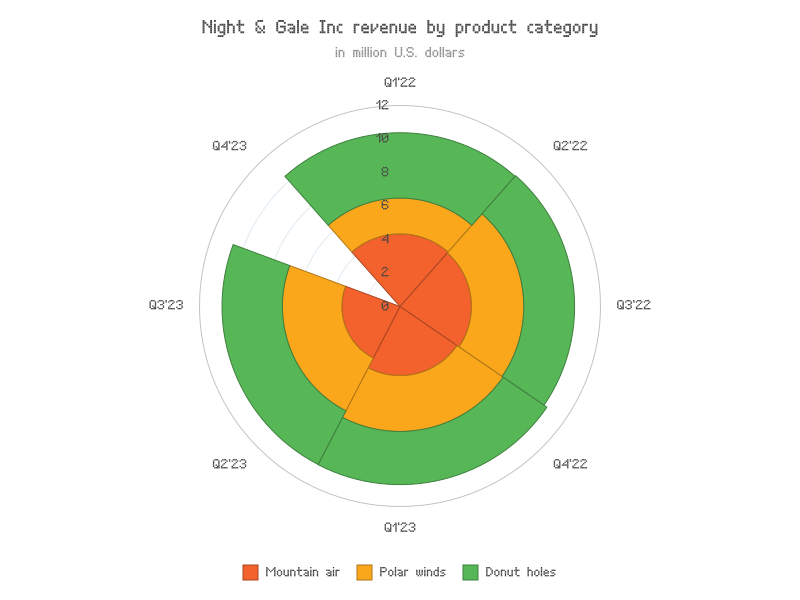 Night & Gale Inc revenue by product category
in million U.S. dollars
Q1'22
12
10
8
6
4
2
0
Q4'23
Q2'22
Q3'23
Q3'22
Q2'23
Q4'22
Q1'23
Mountain air
Polar winds
Donut holes